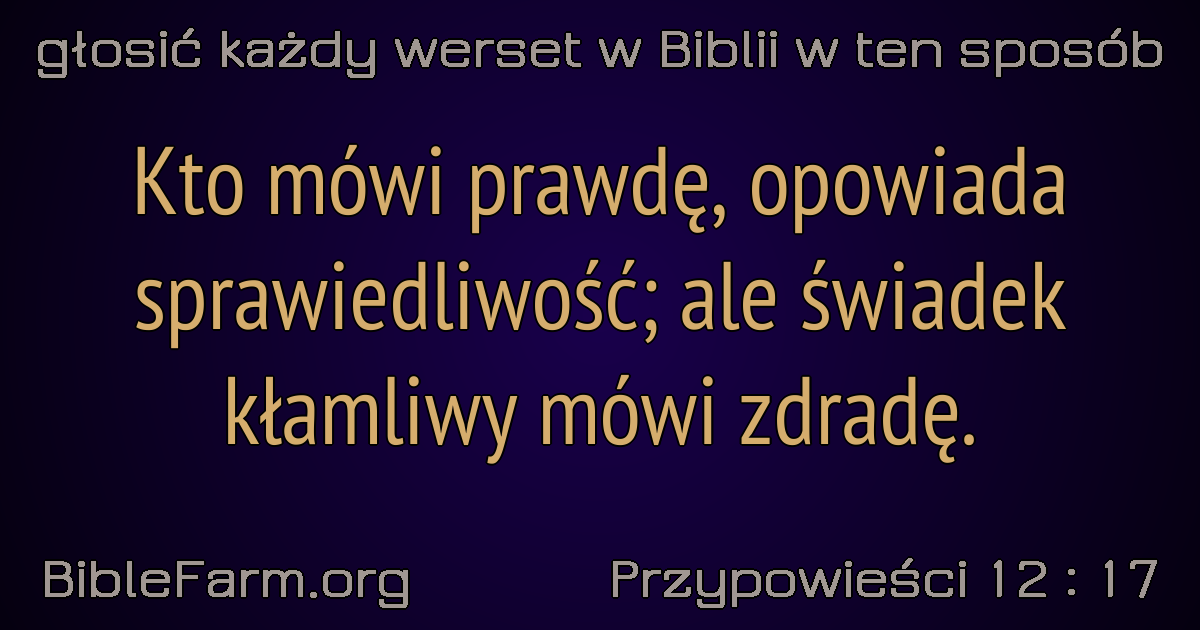 głosić każdy werset w Biblii w ten sposób
Kto mówi prawdę, opowiada
sprawiedliwość; ale świadek
kłamliwy mówi zdradę.
BibleFarm.org
Przypowieści 12 : 17